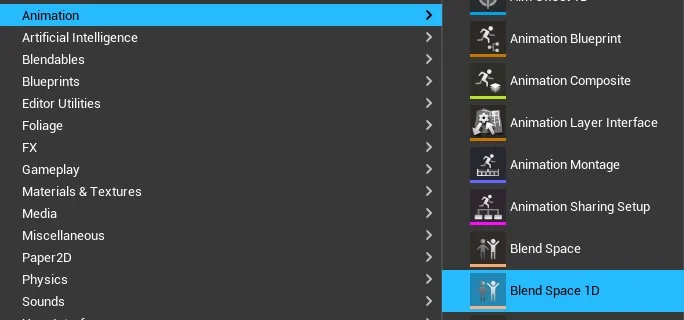 Animation
Artificial Intelligence
Blendables
Blueprints
Editor Utilities
Foliage
FX
Gameplay
Materials & Textures
Media
Miscellaneous
Paper2D
Physics
Sounds
Animation Blueprint
Animation Composite
Animation Layer Interface
Animation Montage
Animation Sharing Setup
Blend Space
Blend Space 1D